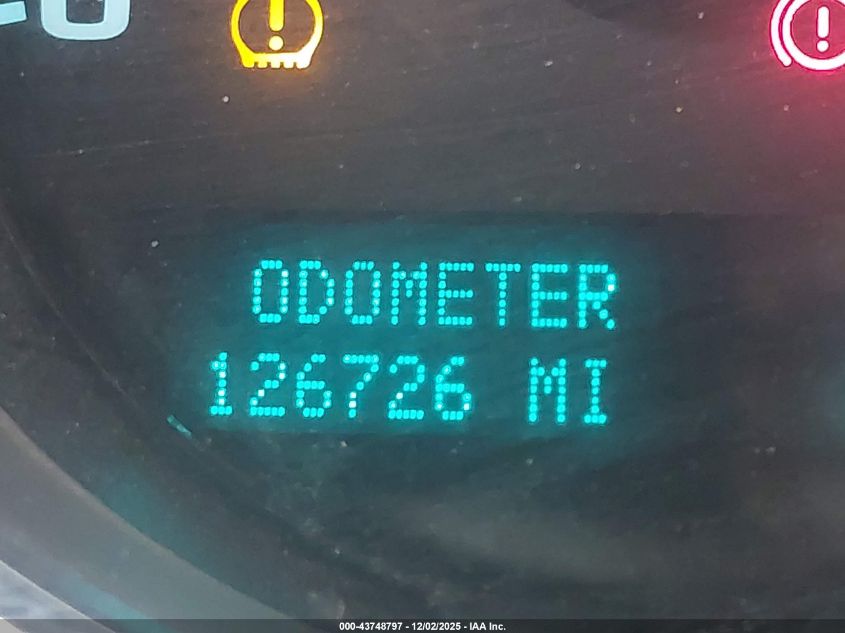 ODOMETER
126726 MI
000-43748797 - 12/02/2025 - IAA Inc.